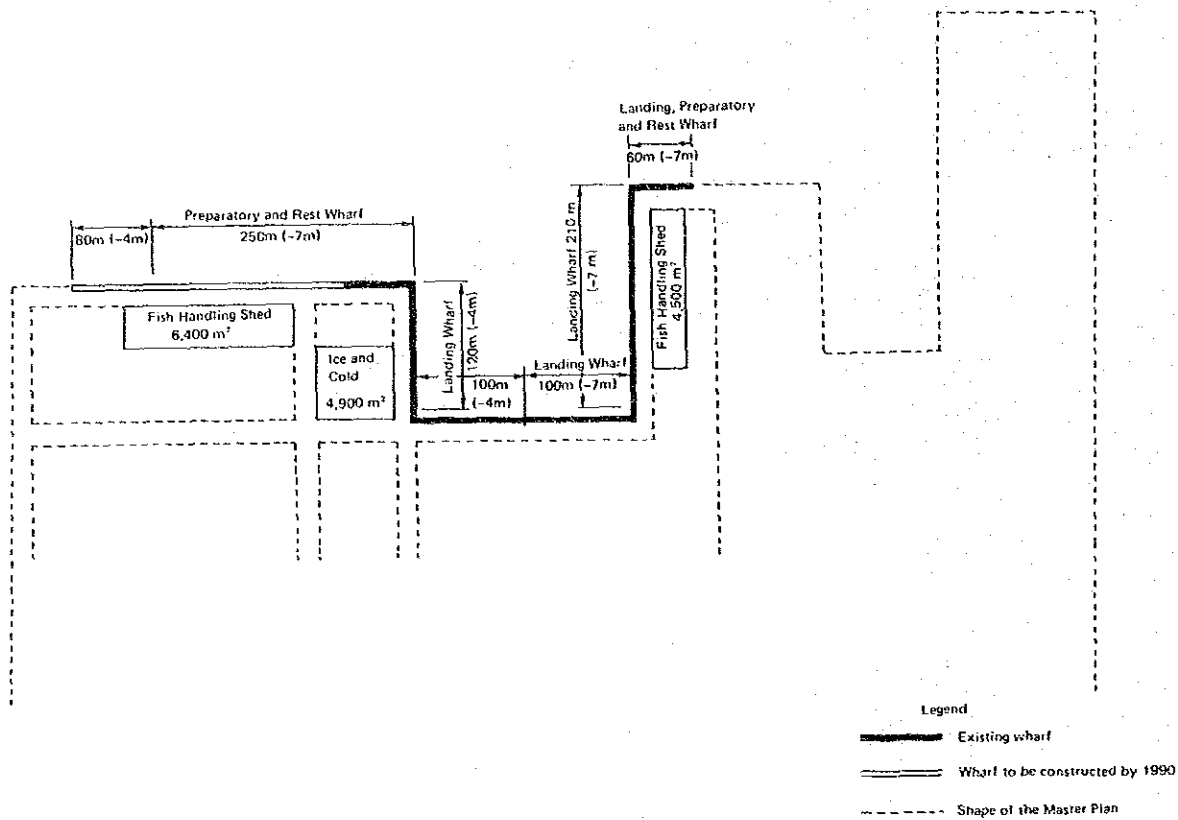 Landing, Preparatory
and Rest Wharf
60m (-7m)
Preparatory and Rest Wharf
80m (-4m)
250m (-7m)
Landing Wharf 210 m
(-7 m)
Fish Handling Shed
4,500 m²
Fish Handling Shed
6,400 m²
Landing Wharf
120m (-4m)
Ice and
Cold
4,900 m²
Landing Wharf
100m
(-4m)
100m (-7m)
Legend
Existing wharf
Wharf to be constructed by 1990
Shape of the Master Plan